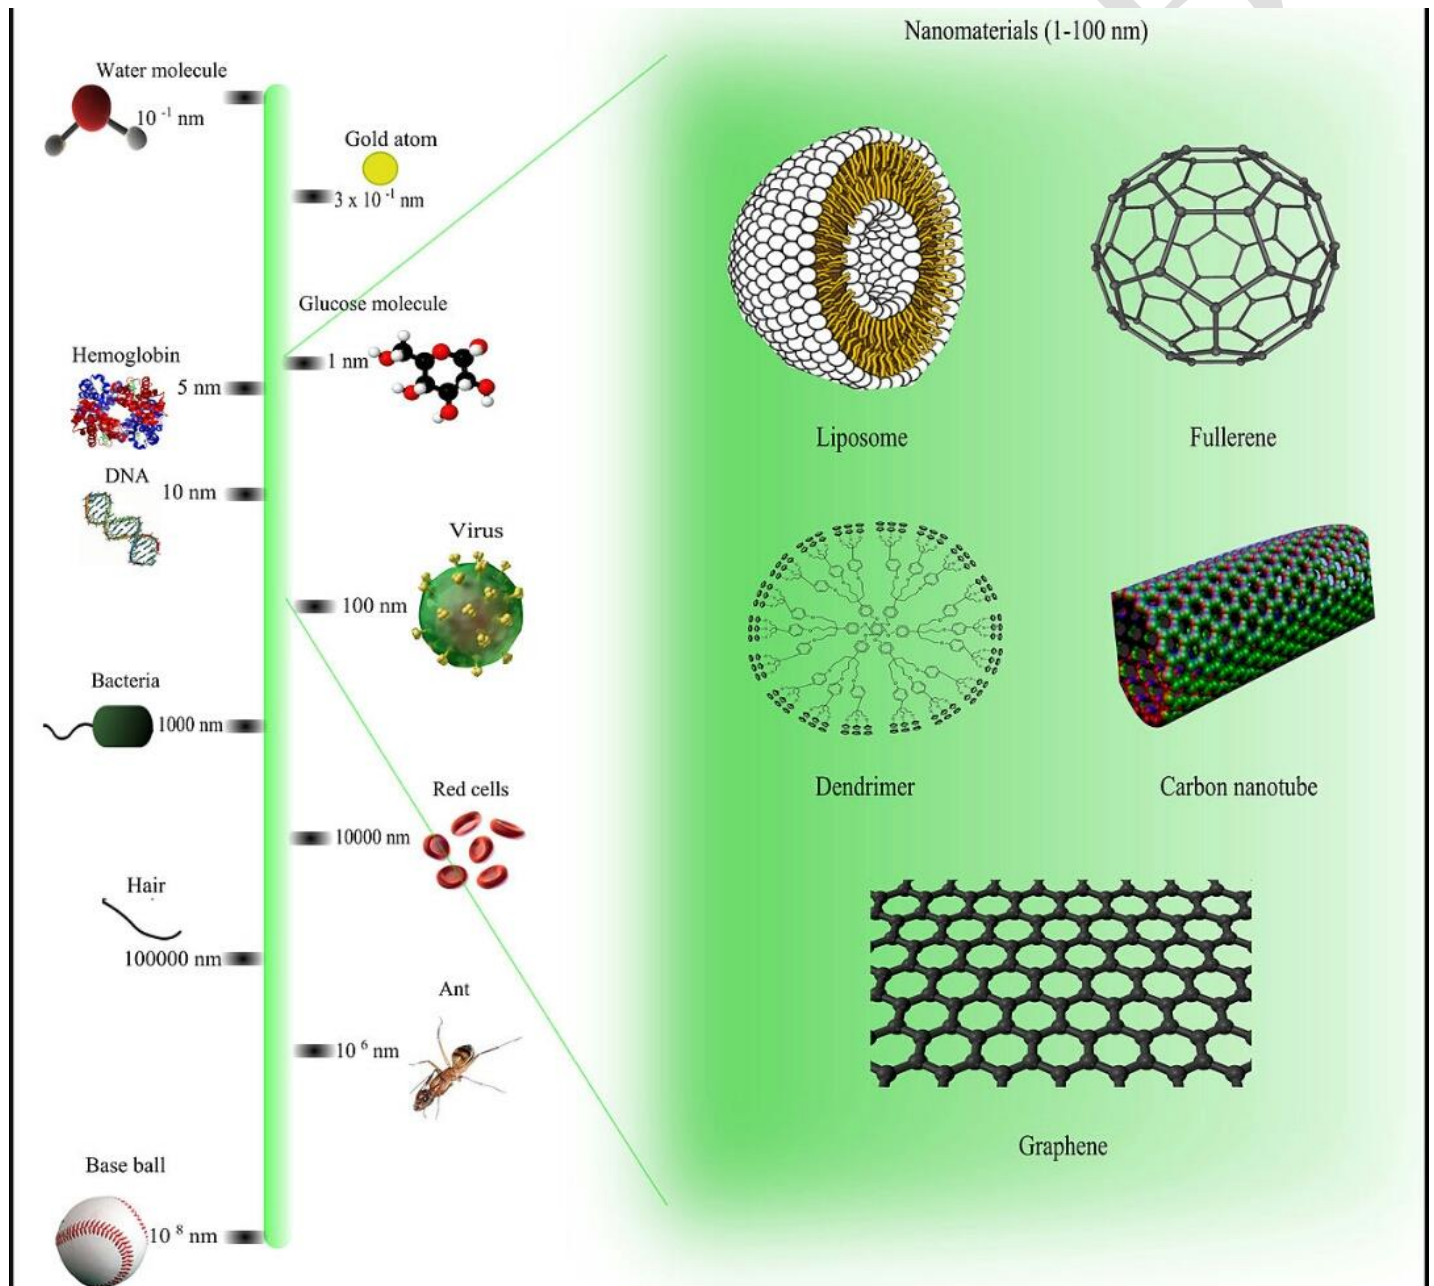 Nanomaterials (1-100 nm)
Water molecule
10 ⁻¹ nm
Gold atom
3 x 10 ⁻¹ nm
Glucose molecule
1 nm
Hemoglobin
5 nm
DNA
10 nm
Virus
100 nm
Bacteria
1000 nm
Red cells
10000 nm
Hair
100000 nm
Ant
10 ⁶ nm
Base ball
10 ⁸ nm
Liposome
Fullerene
Dendrimer
Carbon nanotube
Graphene